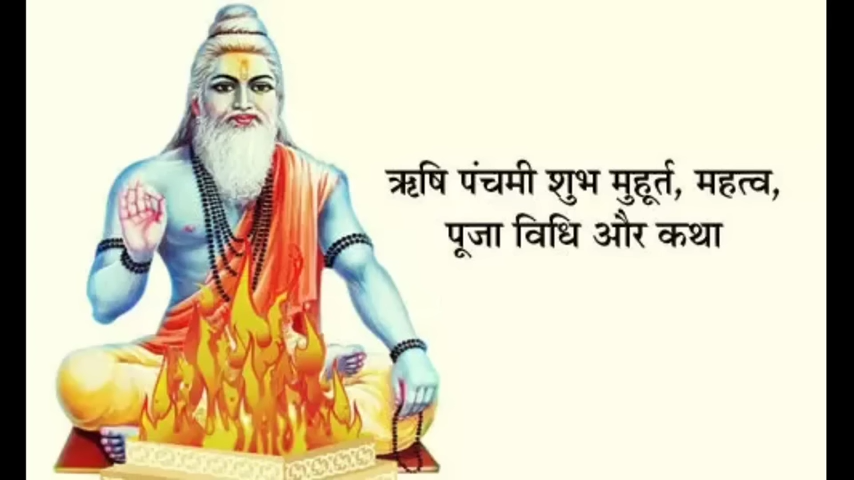 ऋषि पंचमी शुभ मुहूर्त, महत्व,
पूजा विधि और कथा